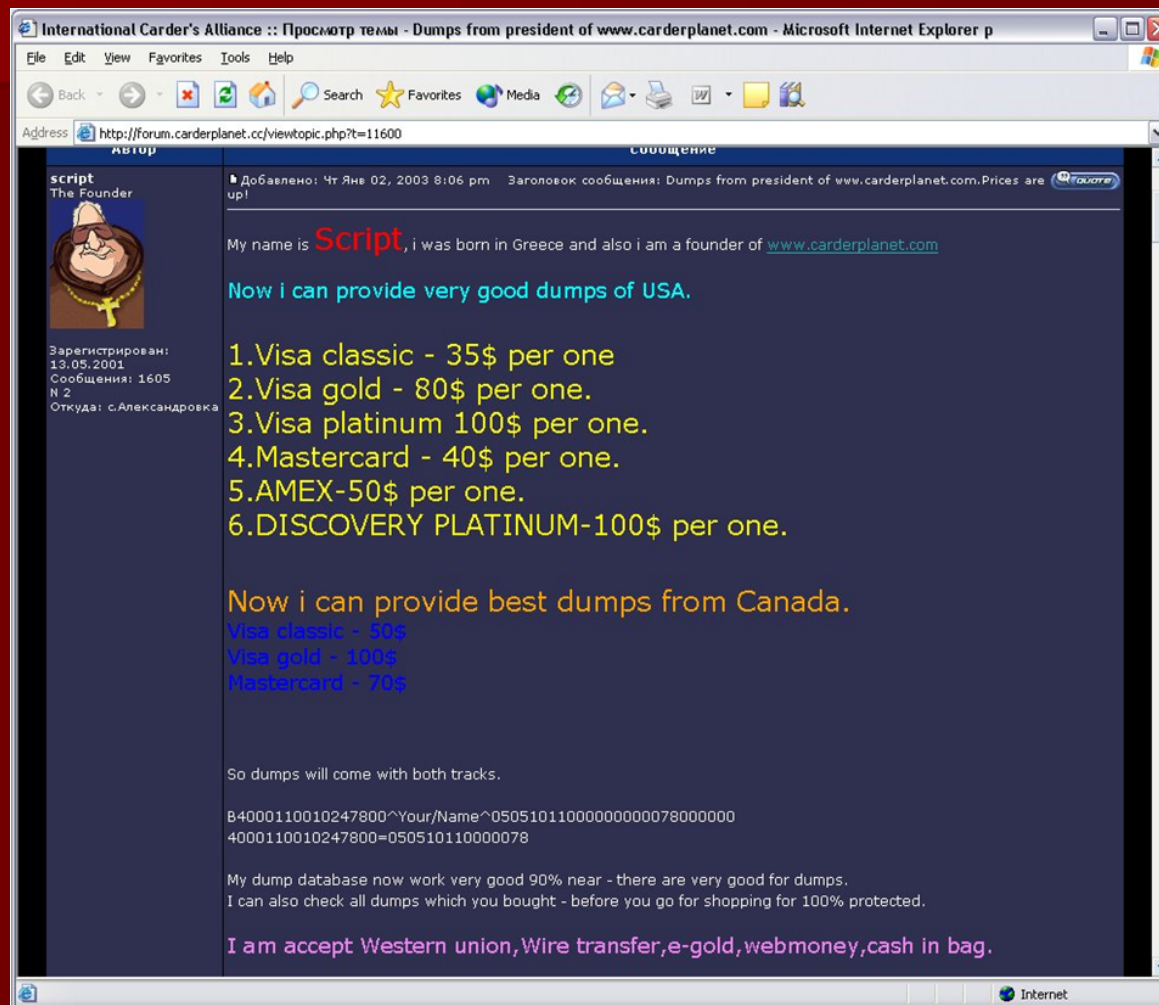 International Carder's Alliance :: Просмотр темы - Dumps from president of www.carderplanet.com - Microsoft Internet Explorer p
File Edit View Favorites Tools Help
Back Search Favorites Media
Address http://forum.carderplanet.cc/viewtopic.php?t=11600
Автор Сообщение
script
The Founder
Добавлено: Чт Янв 02, 2003 8:06 pm Заголовок сообщения: Dumps from president of www.carderplanet.com.Prices are
up!
QUOTE
Зарегистрирован:
13.05.2001
Сообщения: 1605
N 2
Откуда: с.Александровка
My name is Script, i was born in Greece and also i am a founder of www.carderplanet.com
Now i can provide very good dumps of USA.
1.Visa classic - 35$ per one
2.Visa gold - 80$ per one.
3.Visa platinum 100$ per one.
4.Mastercard - 40$ per one.
5.AMEX-50$ per one.
6.DISCOVERY PLATINUM-100$ per one.
Now i can provide best dumps from Canada.
Visa classic - 50$
Visa gold - 100$
Mastercard - 70$
So dumps will come with both tracks.
B4000110010247800^Your/Name^05051011000000000078000000
4000110010247800=050510110000078
My dump database now work very good 90% near - there are very good for dumps.
I can also check all dumps which you bought - before you go for shopping for 100% protected.
I am accept Western union,Wire transfer,e-gold,webmoney,cash in bag.
Internet